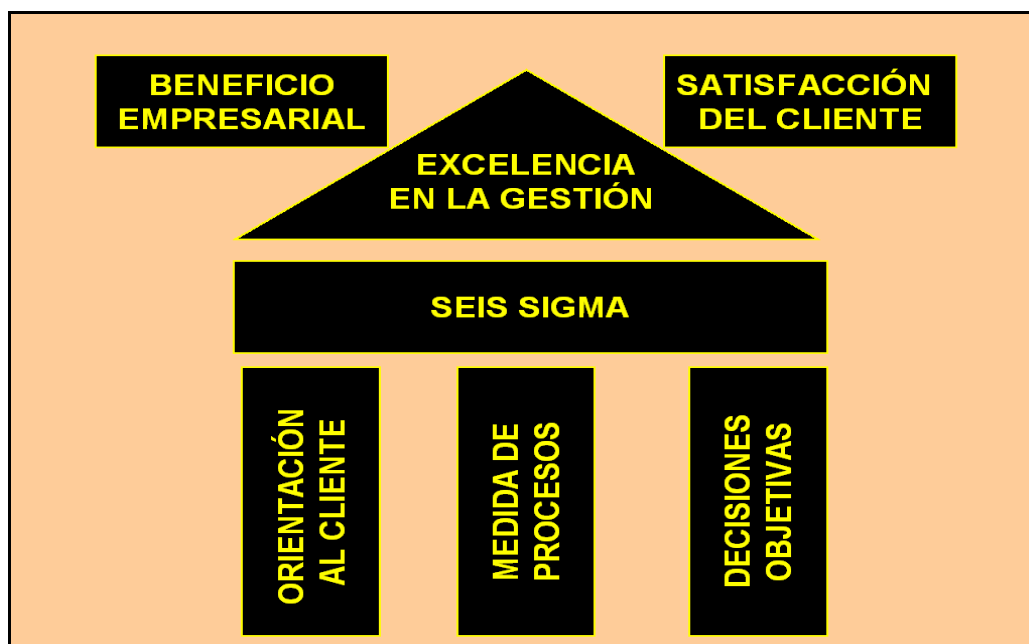 BENEFICIO
EMPRESARIAL
SATISFACCIÓN
DEL CLIENTE
EXCELENCIA
EN LA GESTIÓN
SEIS SIGMA
ORIENTACIÓN
AL CLIENTE
MEDIDA DE
PROCESOS
DECISIONES
OBJETIVAS